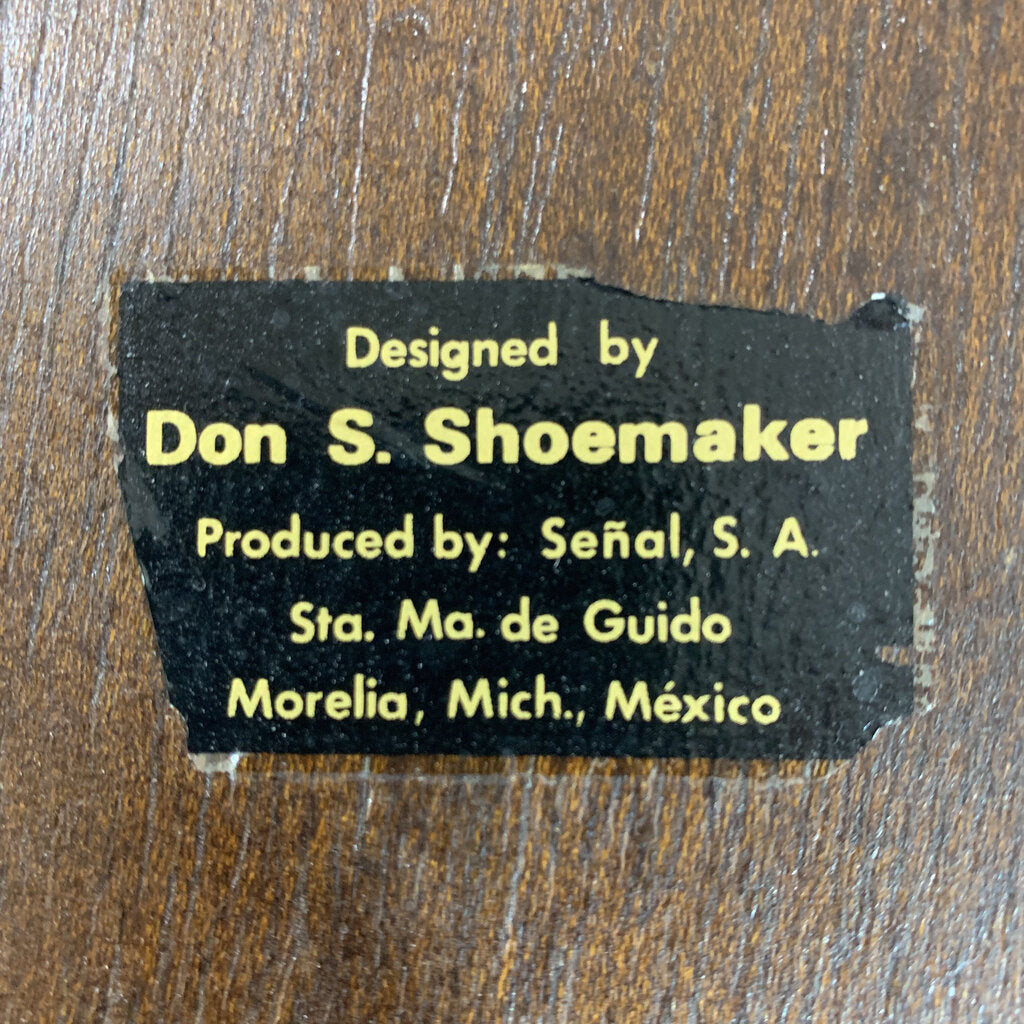 Designed by
Don S. Shoemaker
Produced by: Señal, S. A.
Sta. Ma. de Guido
Morelia, Mich., México